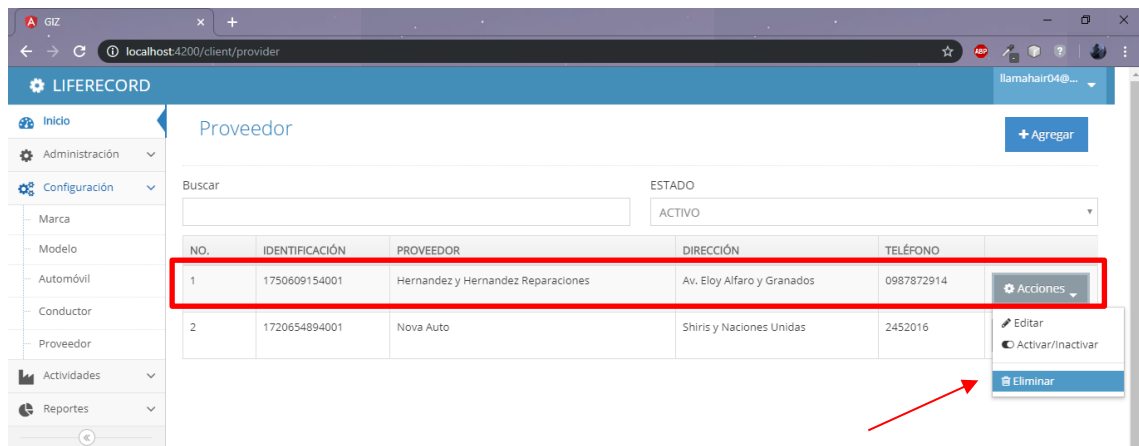 GIZ
localhost:4200/client/provider
ABP
LIFERECORD
llamahair04@...
Inicio
Administración
Configuración
Marca
Modelo
Automóvil
Conductor
Proveedor
Actividades
Reportes
Proveedor
Agregar
Buscar
ESTADO
ACTIVO
NO. IDENTIFICACIÓN PROVEEDOR DIRECCIÓN TELÉFONO
1 1750609154001 Hernandez y Hernandez Reparaciones Av. Eloy Alfaro y Granados 0987872914 Acciones
2 1720654894001 Nova Auto Shiris y Naciones Unidas 2452016
Editar
Activar/Inactivar
Eliminar